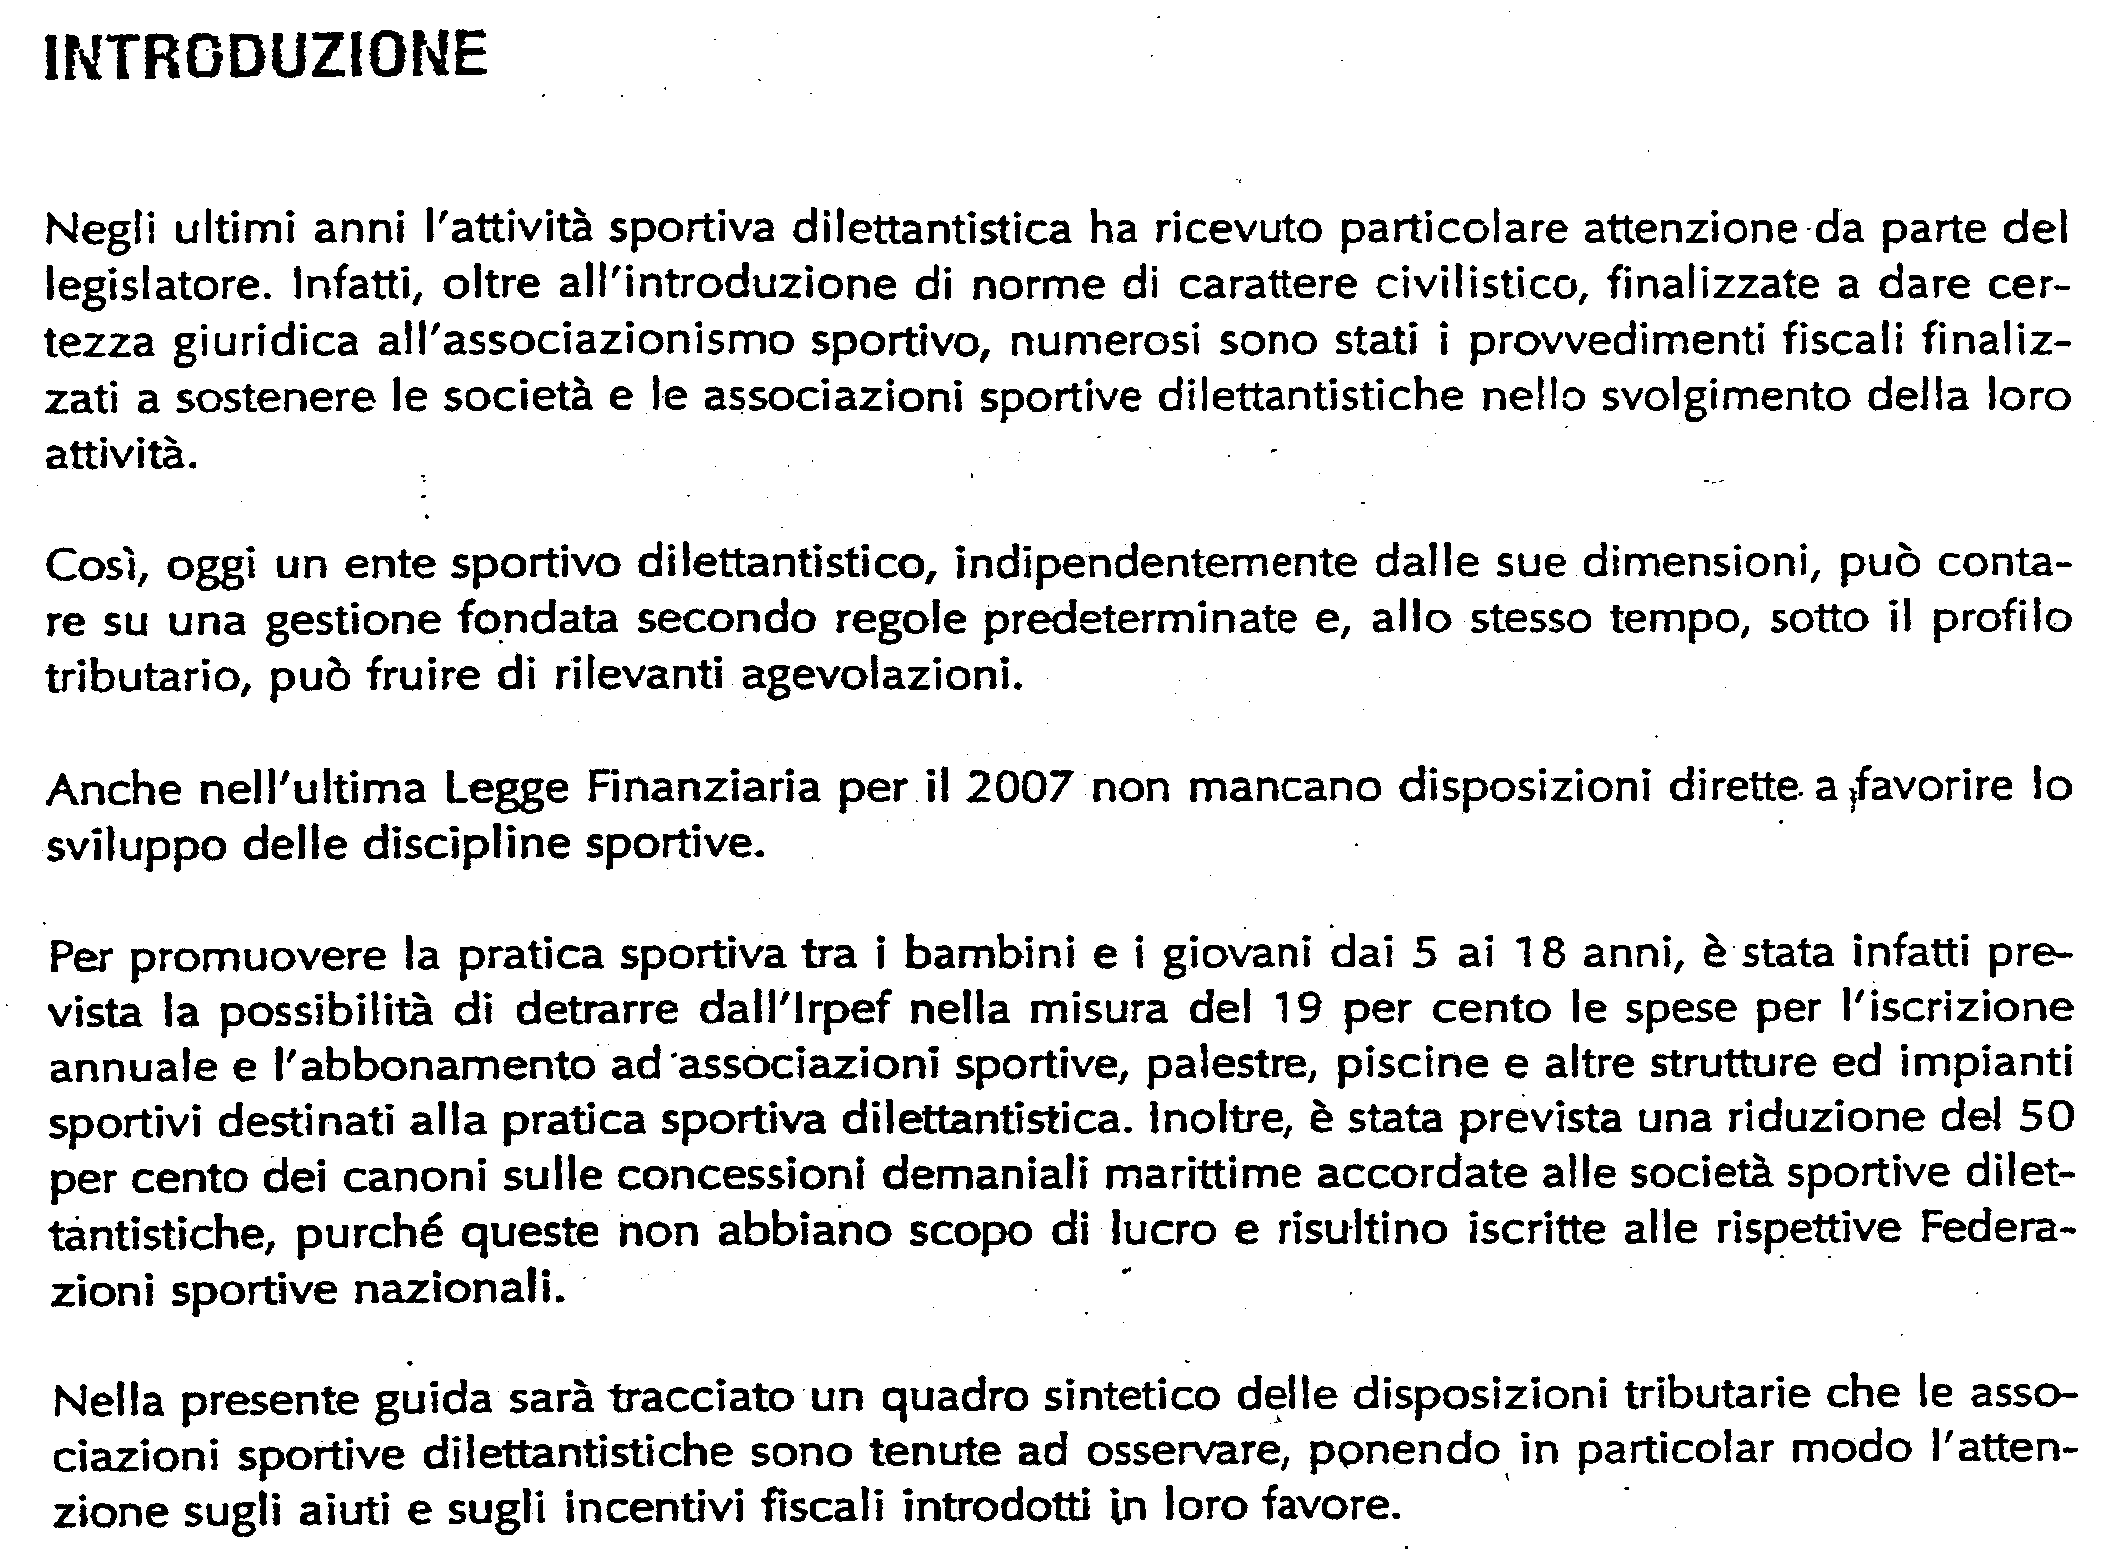 INTRODUZIONE
Negli ultimi anni l'attività sportiva dilettantistica ha ricevuto particolare attenzione da parte del
legislatore. Infatti, oltre all'introduzione di norme di carattere civilistico, finalizzate a dare cer-
tezza giuridica all'associazionismo sportivo, numerosi sono stati i provvedimenti fiscali finaliz-
zati a sostenere le società e le associazioni sportive dilettantistiche nello svolgimento della loro
attività.
Così, oggi un ente sportivo dilettantistico, indipendentemente dalle sue dimensioni, può conta-
re su una gestione fondata secondo regole predeterminate e, allo stesso tempo, sotto il profilo
tributario, può fruire di rilevanti agevolazioni.
Anche nell'ultima Legge Finanziaria per il 2007 non mancano disposizioni dirette a favorire lo
sviluppo delle discipline sportive.
Per promuovere la pratica sportiva tra i bambini e i giovani dai 5 ai 18 anni, è stata infatti pre-
vista la possibilità di detrarre dall'Irpef nella misura del 19 per cento le spese per l'iscrizione
annuale e l'abbonamento ad associazioni sportive, palestre, piscine e altre strutture ed impianti
sportivi destinati alla pratica sportiva dilettantistica. Inoltre, è stata prevista una riduzione del 50
per cento dei canoni sulle concessioni demaniali marittime accordate alle società sportive dilet-
tantistiche, purché queste non abbiano scopo di lucro e risultino iscritte alle rispettive Federa-
zioni sportive nazionali.
Nella presente guida sarà tracciato un quadro sintetico delle disposizioni tributarie che le asso-
ciazioni sportive dilettantistiche sono tenute ad osservare, ponendo in particolar modo l'atten-
zione sugli aiuti e sugli incentivi fiscali introdotti in loro favore.